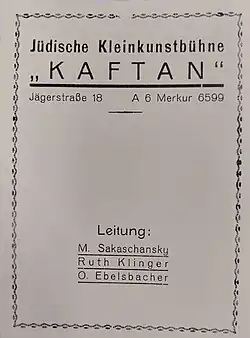 Jüdische Kleinkunstbühne
„KAFTAN“
Jägerstraße 18 A 6 Merkur 6599
Leitung:
M. Sakaschansky
Ruth Klinger
O. Ebelsbacher